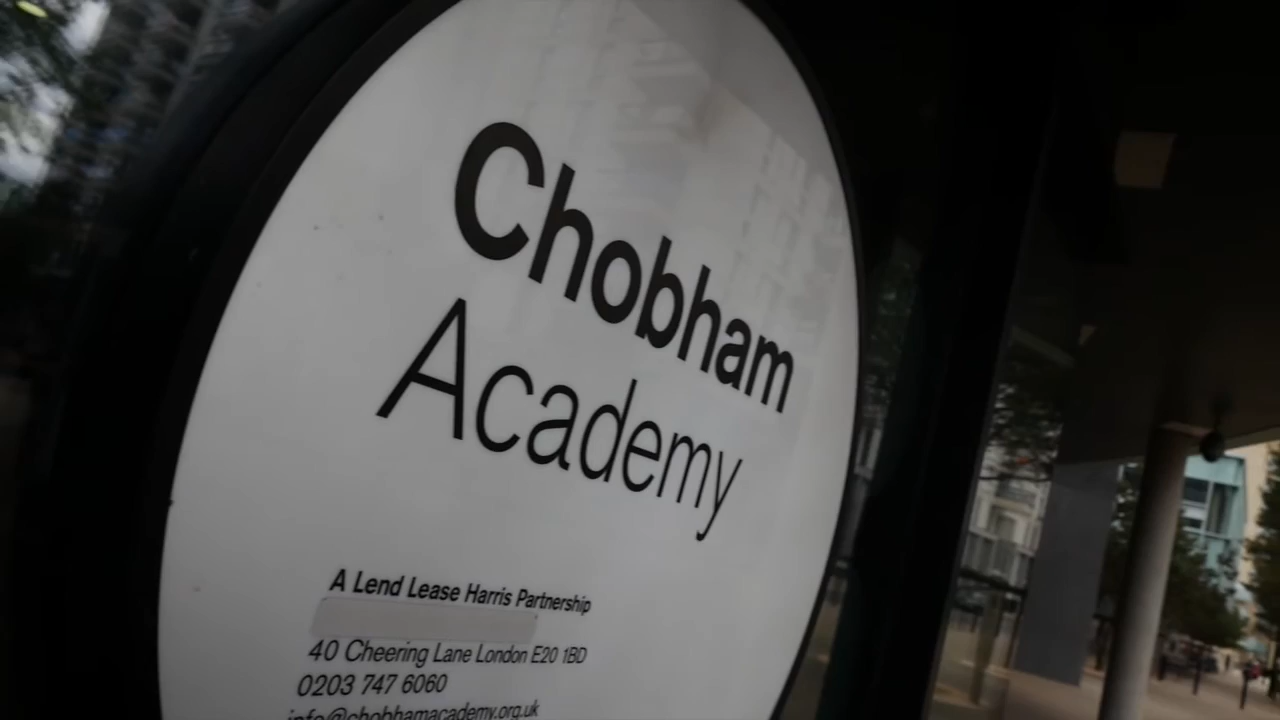 Chobham
Academy
A Lend Lease Harris Partnership
40 Cheering Lane London E20 1BD
0203 747 6060
info@chobhamacademy.org.uk